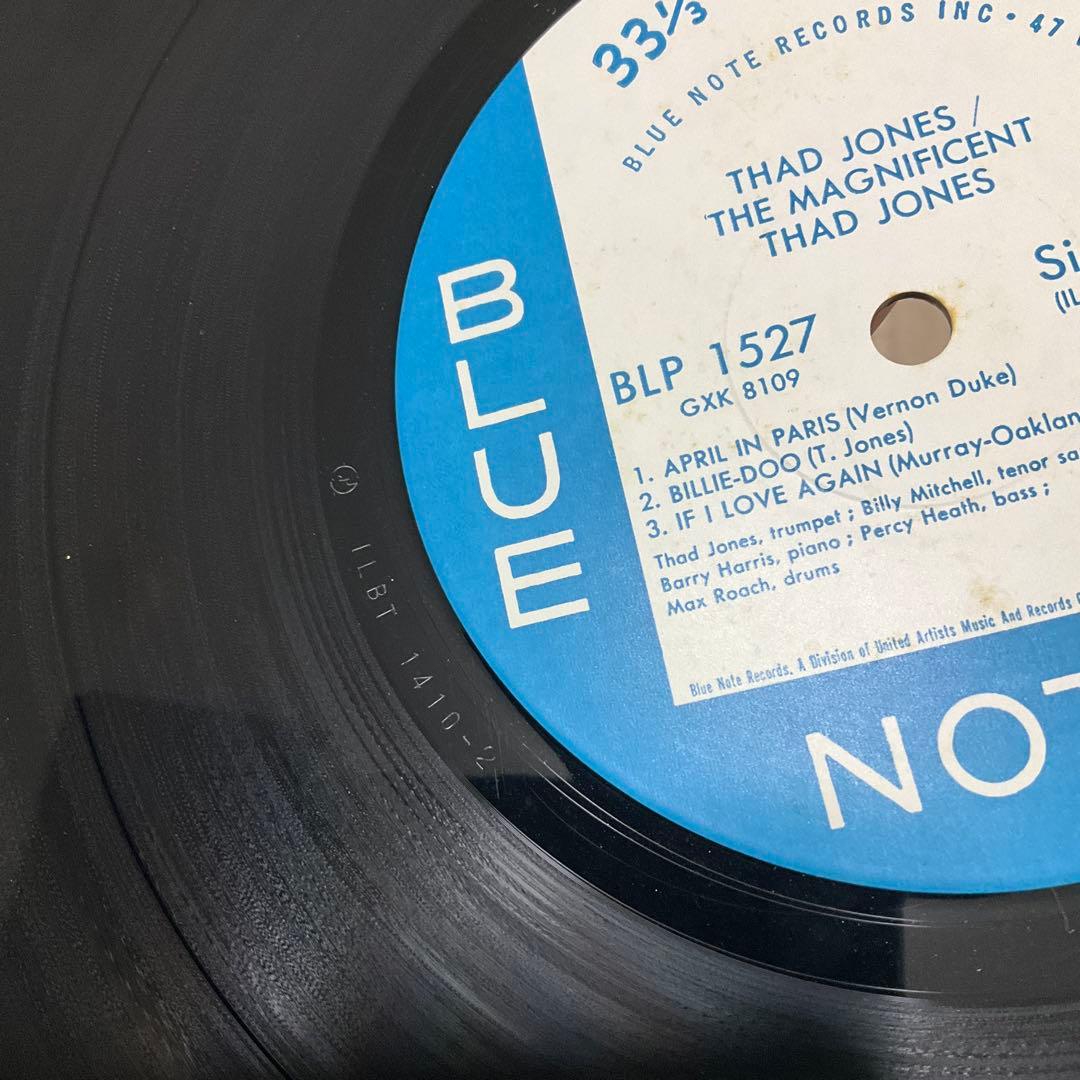 33⅓
BLUE NOTE RECORDS INC • 47
THAD JONES /
THE MAGNIFICENT
THAD JONES
BLP 1527
GXK 8109
1. APRIL IN PARIS (Vernon Duke)
2. BILLIE-DOO (T. Jones)
3. IF I LOVE AGAIN (Murray-Oaklan
Thad Jones, trumpet ; Billy Mitchell, tenor sa
Barry Harris, piano ; Percy Heath, bass ;
Max Roach, drums
Blue Note Records. A Division of United Artists Music And Records
BLUE
NOT
ILBT 1410-2